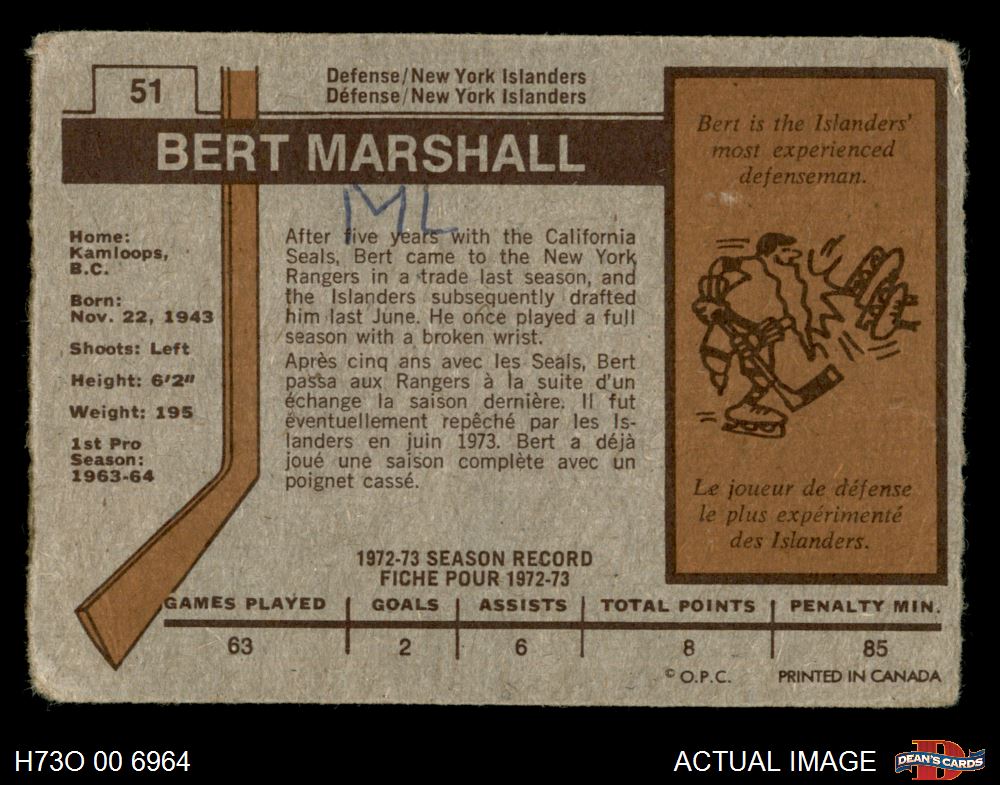 51
Defense/New York Islanders
Défense/New York Islanders
BERT MARSHALL
ML
Home:
Kamloops,
B.C.
Born:
Nov. 22, 1943
Shoots: Left
Height: 6'2"
Weight: 195
1st Pro
Season:
1963-64
After five years with the California
Seals, Bert came to the New York
Rangers in a trade last season, and
the Islanders subsequently drafted
him last June. He once played a full
season with a broken wrist.
Après cinq ans avec les Seals, Bert
passa aux Rangers à la suite d'un
échange la saison dernière. Il fut
éventuellement repêché par les Is-
landers en juin 1973. Bert a déjà
joué une saison complète avec un
poignet cassé.
Bert is the Islanders'
most experienced
defenseman.
Le joueur de défense
le plus expérimenté
des Islanders.
1972-73 SEASON RECORD
FICHE POUR 1972-73
GAMES PLAYED GOALS ASSISTS TOTAL POINTS PENALTY MIN.
63 2 6 8 85
© O.P.C. PRINTED IN CANADA
H73O 00 6964
ACTUAL IMAGE
DEAN'S CARDS